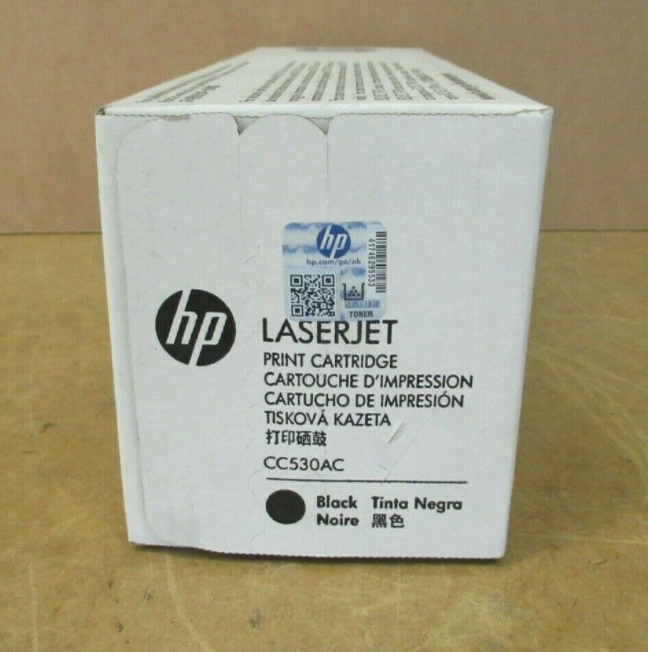 hp
hp.com/go/ok
41746295533
TONER
hp
LASERJET
PRINT CARTRIDGE
CARTOUCHE D'IMPRESSION
CARTUCHO DE IMPRESIÓN
TISKOVÁ KAZETA
打印硒鼓
CC530AC
Black Tinta Negra
Noire 黑色